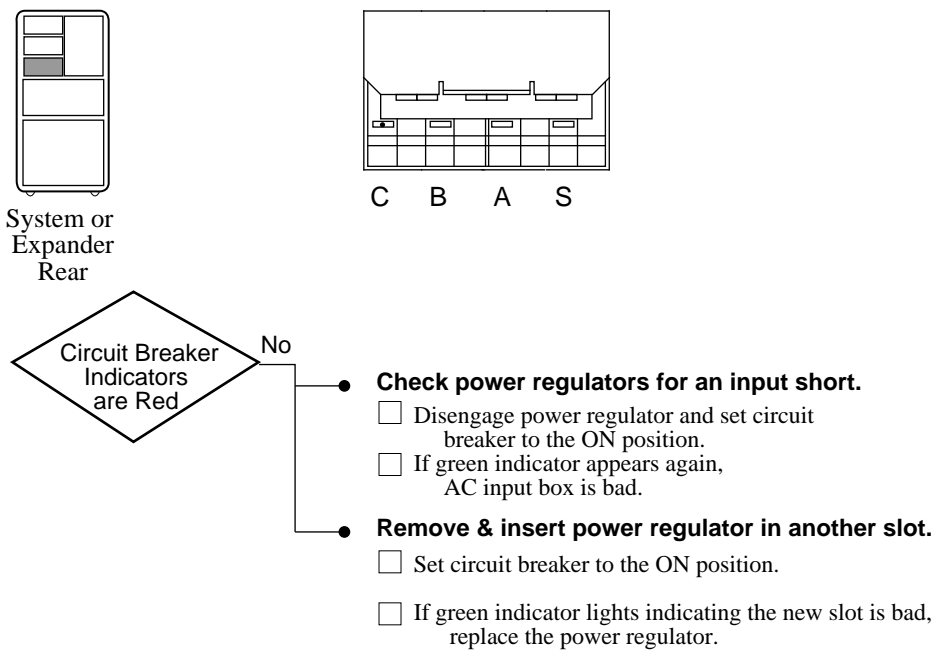 C B A S
System or
Expander
Rear
Circuit Breaker
Indicators
are Red
No
Check power regulators for an input short.
Disengage power regulator and set circuit
breaker to the ON position.
If green indicator appears again,
AC input box is bad.
Remove & insert power regulator in another slot.
Set circuit breaker to the ON position.
If green indicator lights indicating the new slot is bad,
replace the power regulator.